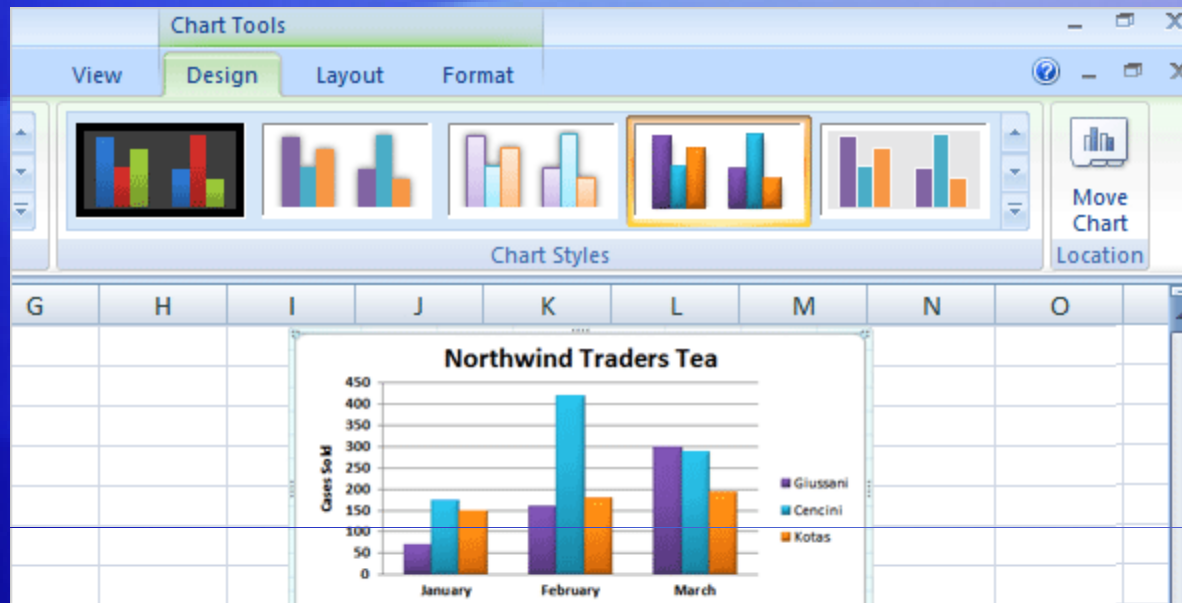 Chart Tools
View Design Layout Format
Move
Chart
Chart Styles
Location
G H I J K L M N O
Northwind Traders Tea
450
400
350
300
250
200
150
100
50
0
Cases Sold
January February March
Giussani
Cencini
Kotas